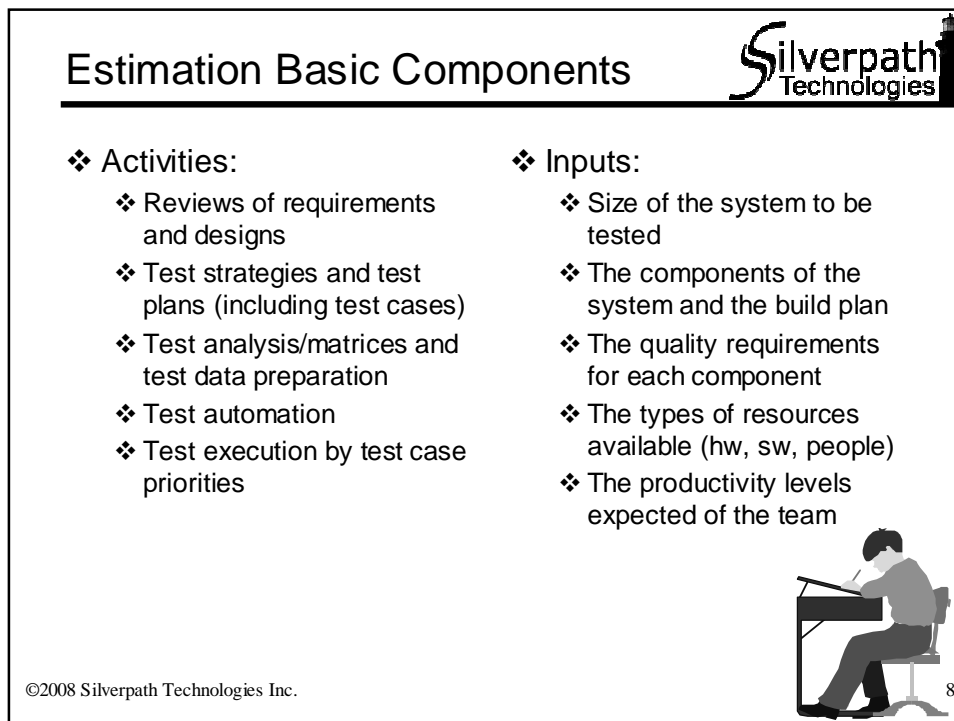 Estimation Basic Components
Silverpath
Technologies
❖ Activities:
❖ Reviews of requirements
and designs
❖ Test strategies and test
plans (including test cases)
❖ Test analysis/matrices and
test data preparation
❖ Test automation
❖ Test execution by test case
priorities
❖ Inputs:
❖ Size of the system to be
tested
❖ The components of the
system and the build plan
❖ The quality requirements
for each component
❖ The types of resources
available (hw, sw, people)
❖ The productivity levels
expected of the team
©2008 Silverpath Technologies Inc.
8